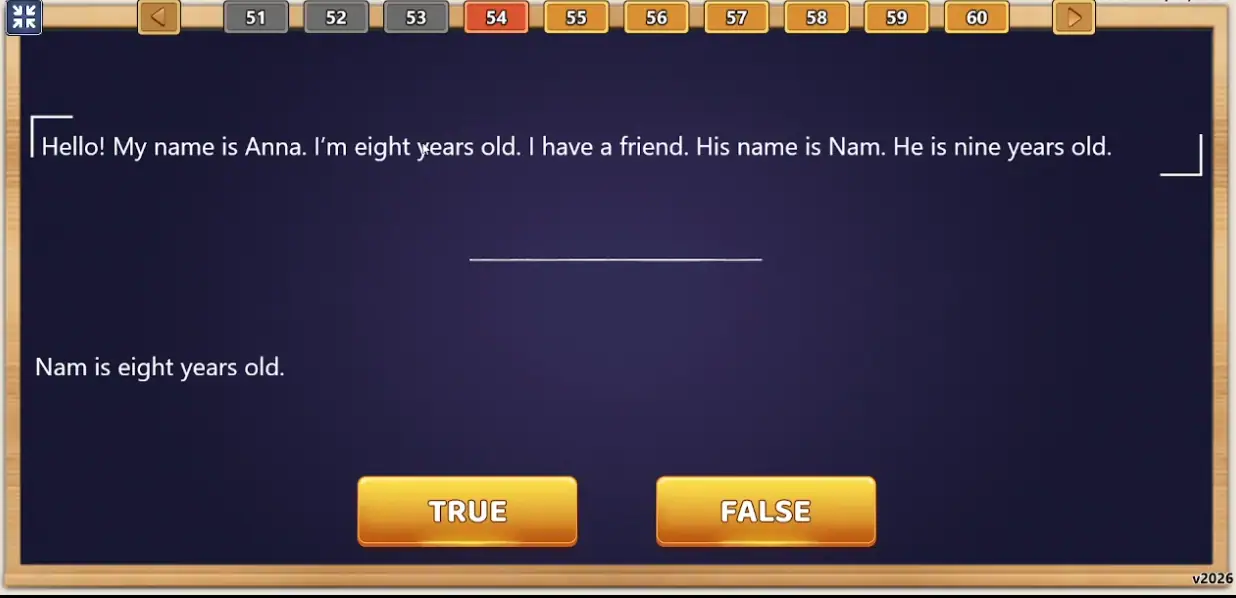 51 52 53 54 55 56 57 58 59 60
Hello! My name is Anna. I’m eight years old. I have a friend. His name is Nam. He is nine years old.
Nam is eight years old.
TRUE FALSE
v2026